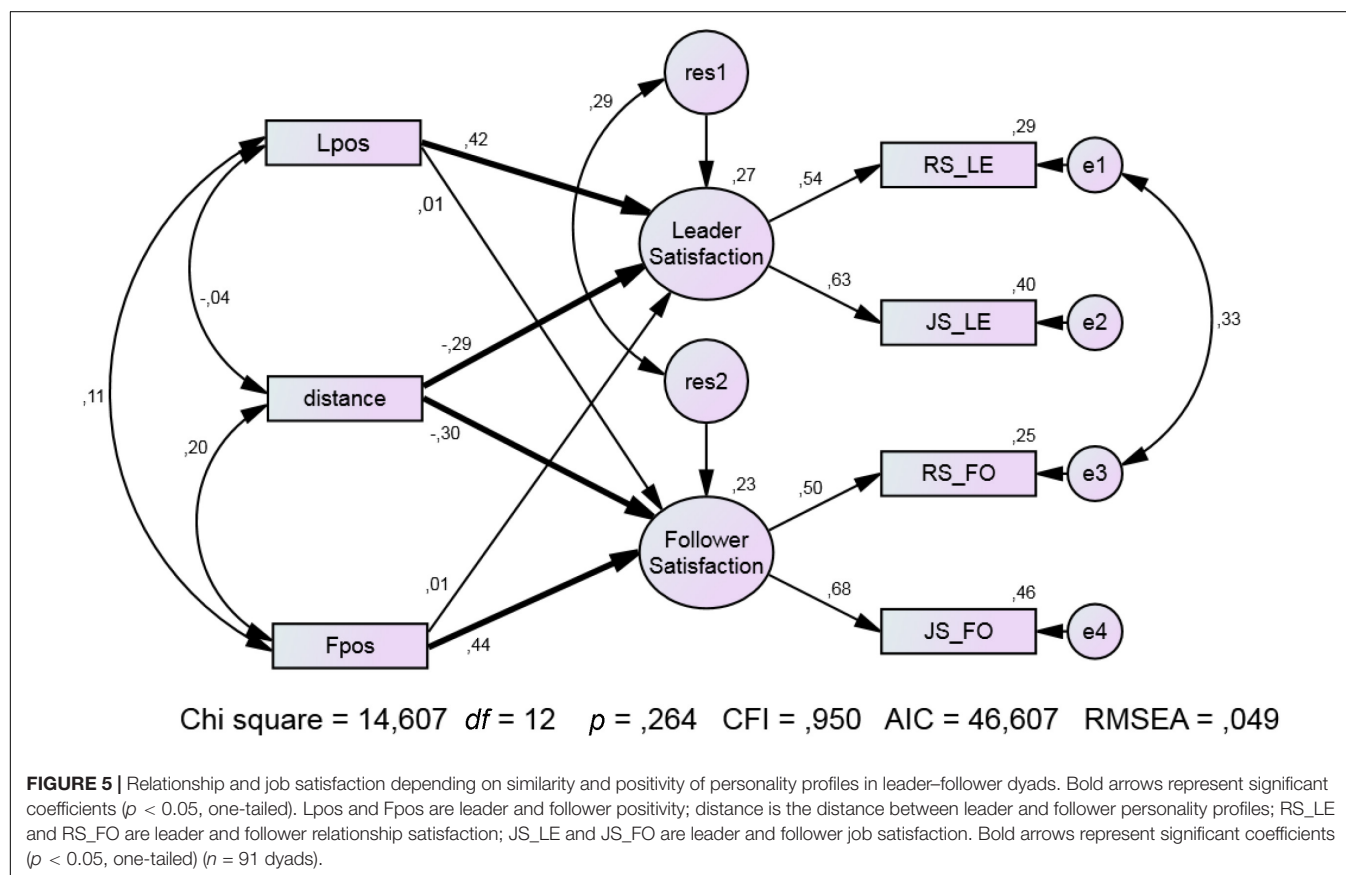 res1
,29
Lpos
,42
,01
,27
Leader
Satisfaction
,54
,29
RS_LE
e1
,63
,40
JS_LE
e2
-,04
distance
-,29
-,30
res2
,33
,11
,20
,23
Follower
Satisfaction
,50
,25
RS_FO
e3
,68
,46
JS_FO
e4
,01
Fpos
,44
Chi square = 14,607 df = 12 p = ,264 CFI = ,950 AIC = 46,607 RMSEA = ,049
FIGURE 5 | Relationship and job satisfaction depending on similarity and positivity of personality profiles in leader–follower dyads. Bold arrows represent significant
coefficients (p < 0.05, one-tailed). Lpos and Fpos are leader and follower positivity; distance is the distance between leader and follower personality profiles; RS_LE
and RS_FO are leader and follower relationship satisfaction; JS_LE and JS_FO are leader and follower job satisfaction. Bold arrows represent significant coefficients
(p < 0.05, one-tailed) (n = 91 dyads).